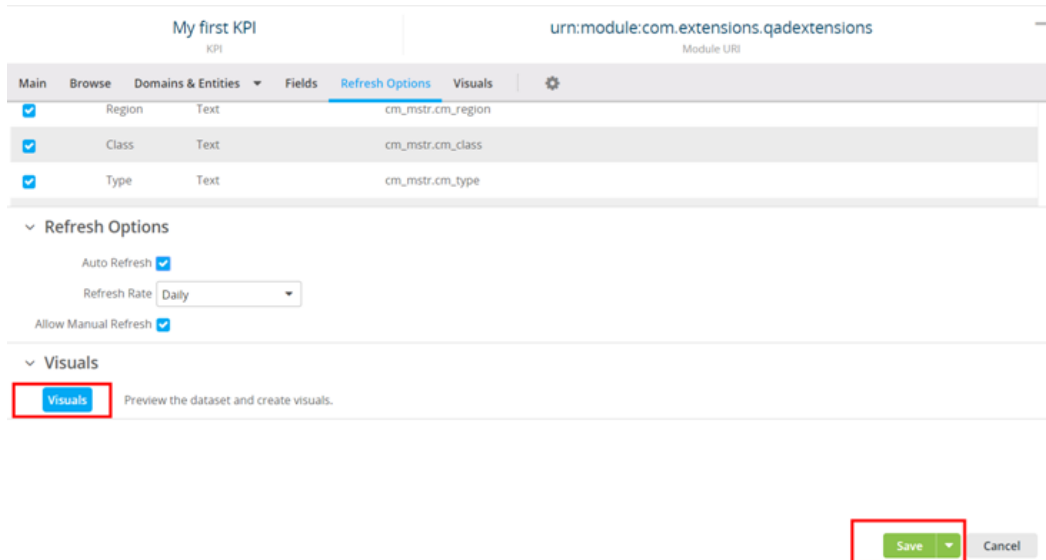 My first KPI urn:module:com.extensions.qadextensions
KPI Module URI
Main Browse Domains & Entities Fields Refresh Options Visuals
Region Text cm_mstr.cm_region
Class Text cm_mstr.cm_class
Type Text cm_mstr.cm_type
Refresh Options
Auto Refresh
Refresh Rate Daily
Allow Manual Refresh
Visuals
Visuals Preview the dataset and create visuals.
Save Cancel